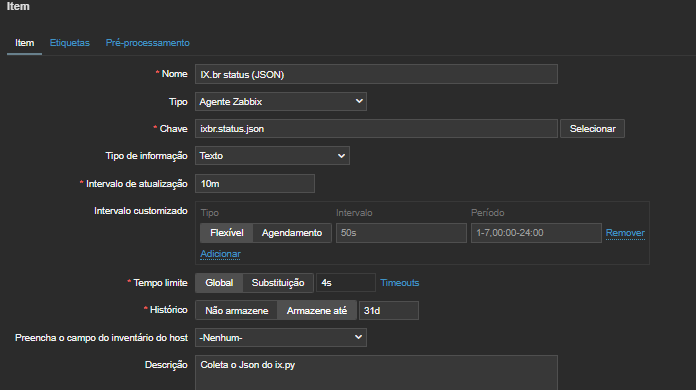 Item
Item Etiquetas Pré-processamento
* Nome IX.br status (JSON)
Tipo Agente Zabbix
* Chave ixbr.status.json Selecionar
Tipo de informação Texto
* Intervalo de atualização 10m
Intervalo customizado Tipo Intervalo Período
Flexível Agendamento 50s 1-7,00:00-24:00 Remover
Adicionar
* Tempo limite Global Substituição 4s Timeouts
* Histórico Não armazene Armazene até 31d
Preencha o campo do inventário do host -Nenhum-
Descrição Coleta o Json do ix.py